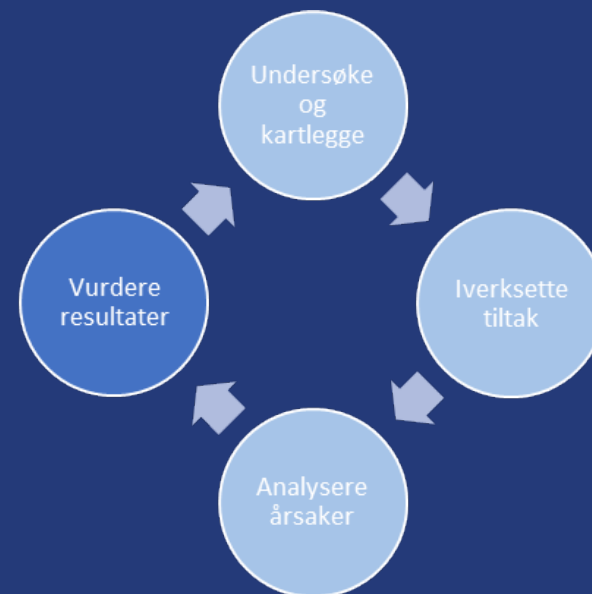 Undersøke
og
kartlegge
Iverksette
tiltak
Analysere
årsaker
Vurdere
resultater